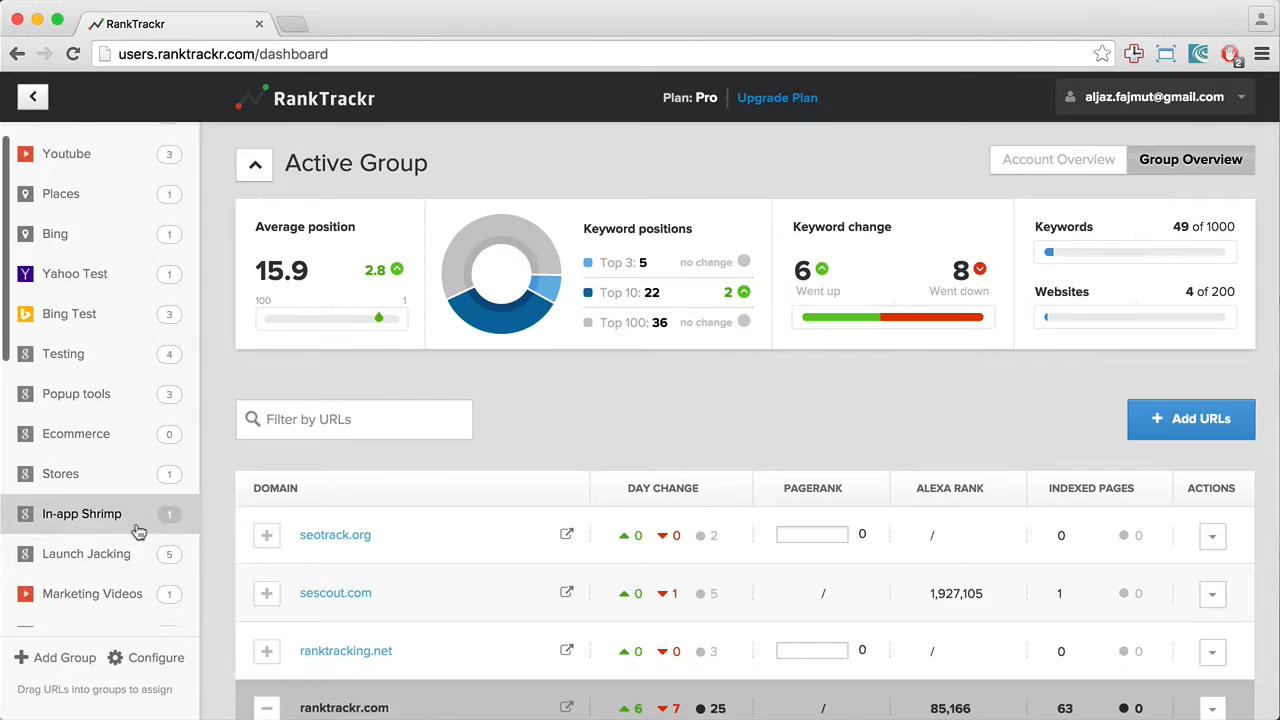 RankTrackr
users.ranktrackr.com/dashboard
2
RankTrackr
Plan: Pro
Upgrade Plan
aljaz.fajmut@gmail.com
Youtube 3
Places 1
Bing 1
Yahoo Test 1
Bing Test 3
Testing 4
Popup tools 3
Ecommerce 0
Stores 1
In-app Shrimp 1
Launch Jacking 5
Marketing Videos 1
Add Group
Configure
Drag URLs into groups to assign
Active Group
Account Overview
Group Overview
Average position
15.9 2.8
100 1
Keyword positions
Top 3: 5 no change
Top 10: 22 2
Top 100: 36 no change
Keyword change
6 8
Went up Went down
Keywords 49 of 1000
Websites 4 of 200
Filter by URLs
+ Add URLs
DOMAIN DAY CHANGE PAGERANK ALEXA RANK INDEXED PAGES ACTIONS
seotrack.org 0 0 2 0 / 0 0
sescout.com 0 1 5 / 1,927,105 1 0
ranktracking.net 0 0 3 0 / 0 0
ranktrackr.com 6 7 25 / 85,166 63 0